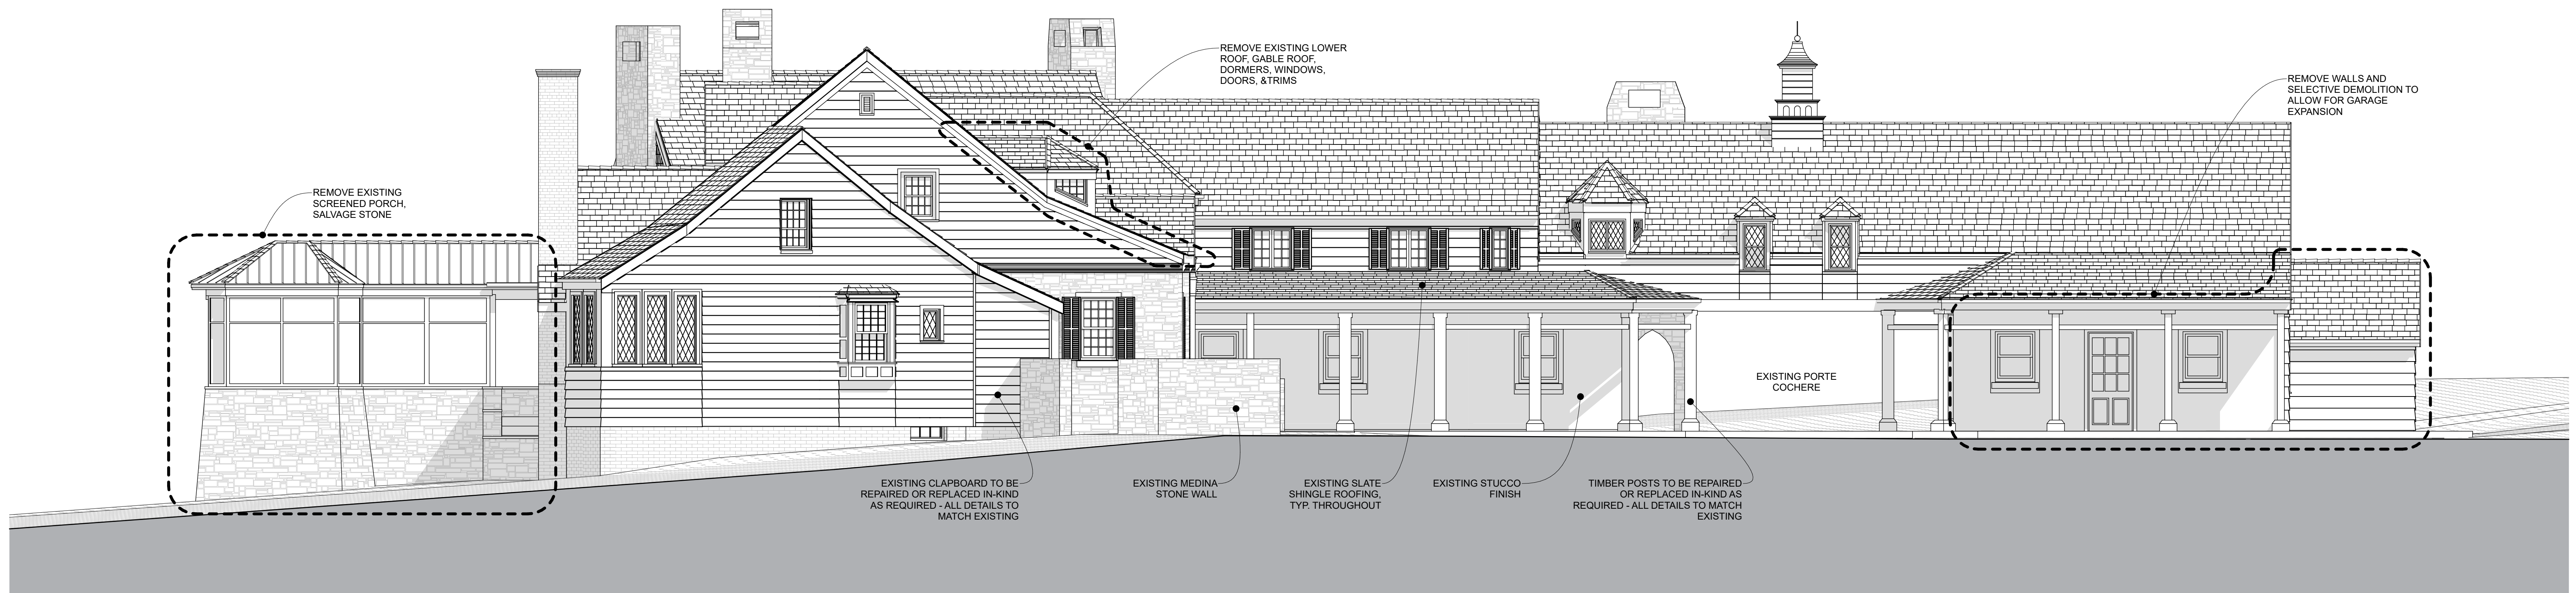 REMOVE EXISTING LOWER
ROOF, GABLE ROOF,
DORMERS, WINDOWS,
DOORS, &TRIMS
REMOVE WALLS AND
SELECTIVE DEMOLITION TO
ALLOW FOR GARAGE
EXPANSION
REMOVE EXISTING
SCREENED PORCH,
SALVAGE STONE
EXISTING PORTE
COCHERE
EXISTING CLAPBOARD TO BE
REPAIRED OR REPLACED IN-KIND
AS REQUIRED - ALL DETAILS TO
MATCH EXISTING
EXISTING MEDINA
STONE WALL
EXISTING SLATE
SHINGLE ROOFING,
TYP. THROUGHOUT
EXISTING STUCCO
FINISH
TIMBER POSTS TO BE REPAIRED
OR REPLACED IN-KIND AS
REQUIRED - ALL DETAILS TO MATCH
EXISTING